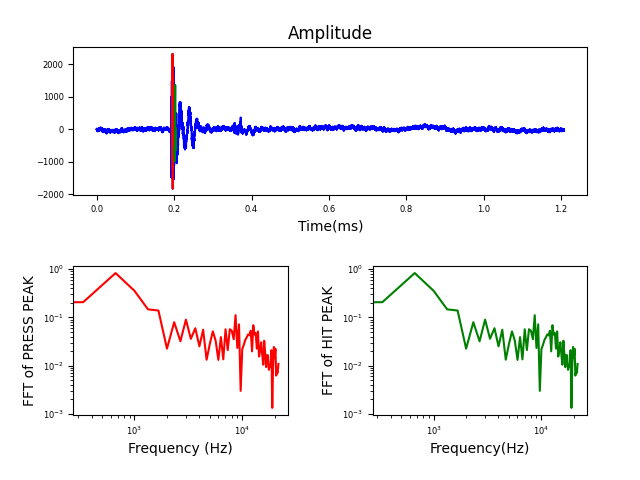 Amplitude
2000
1000
0
−1000
−2000
0.0 0.2 0.4 0.6 0.8 1.0 1.2
Time(ms)
FFT of PRESS PEAK
10⁰
10⁻¹
10⁻²
10⁻³
10³ 10⁴
Frequency (Hz)
FFT of HIT PEAK
10⁰
10⁻¹
10⁻²
10⁻³
10³ 10⁴
Frequency(Hz)